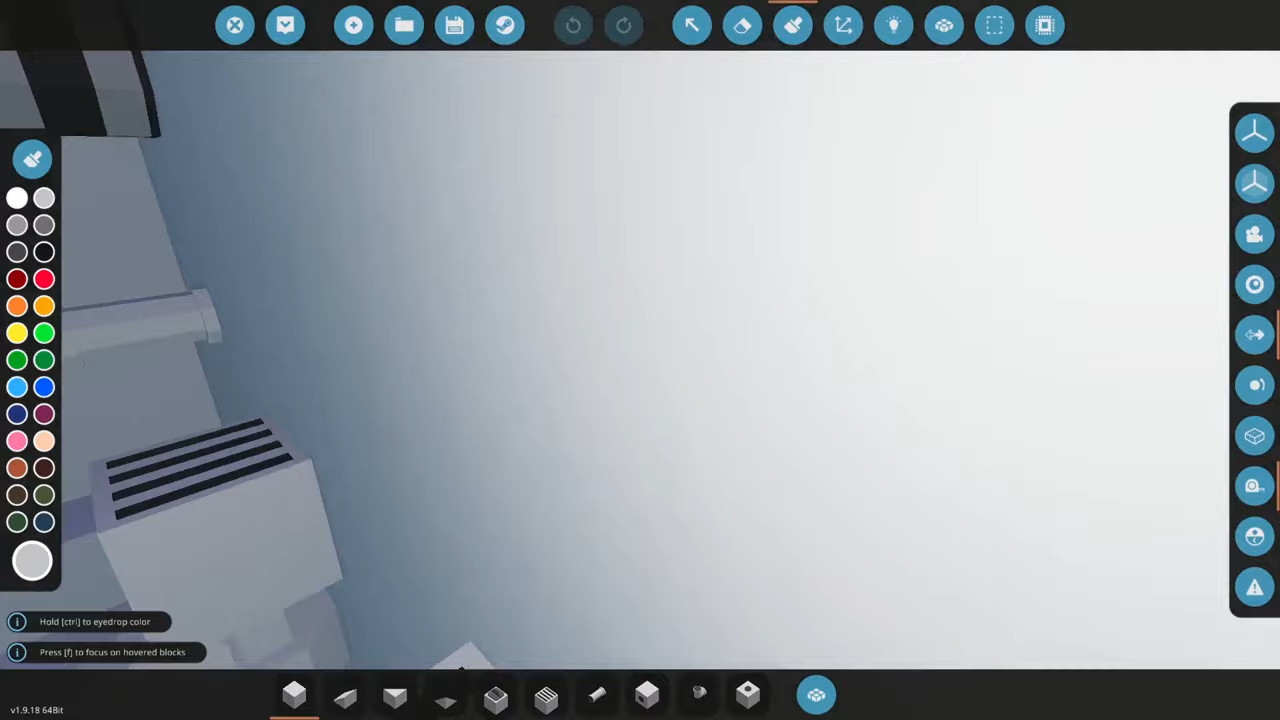 Hold [ctrl] to eyedrop color
Press [f] to focus on hovered blocks
v1.9.18 64Bit